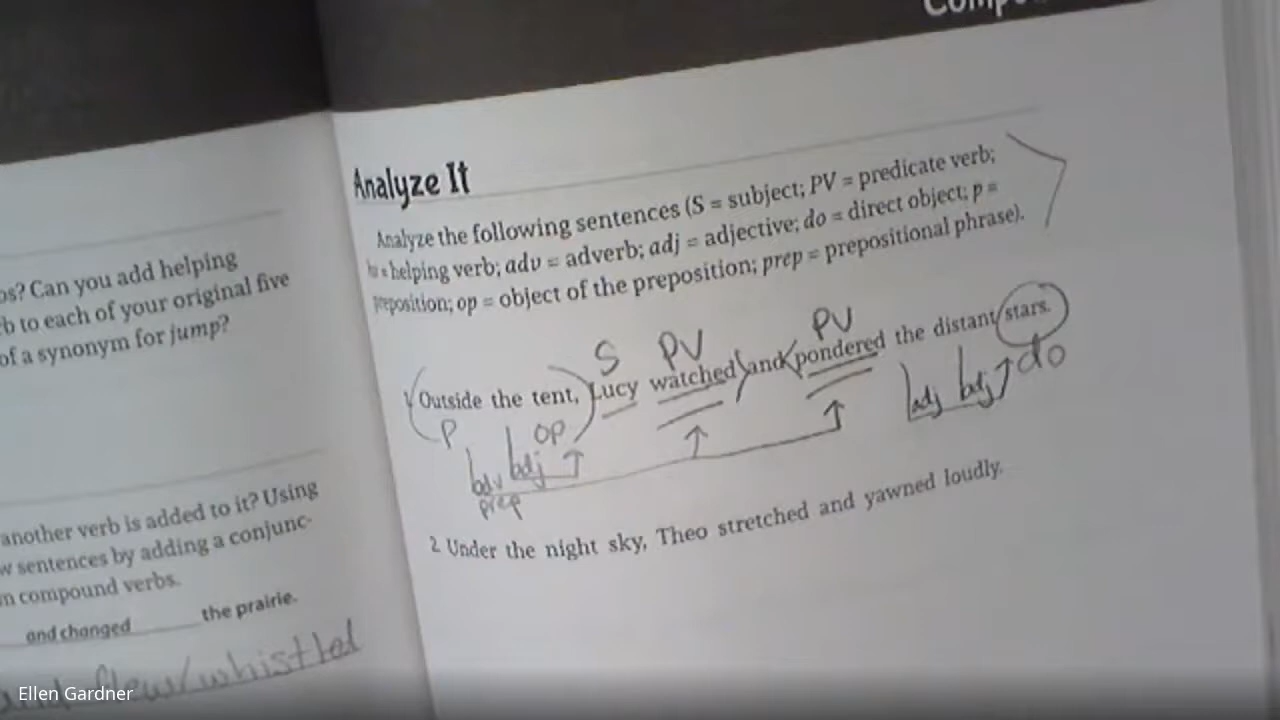 Comp
Analyze It
Analyze the following sentences (S = subject; PV = predicate verb;
= helping verb; adv = adverb; adj = adjective; do = direct object; p =
preposition; op = object of the preposition; prep = prepositional phrase).
S PV PV
1. Outside the tent, Lucy watched and pondered the distant stars.
P OP adj adj do
adv adj
prep
2. Under the night sky, Theo stretched and yawned loudly.
bs? Can you add helping
b to each of your original five
of a synonym for jump?
another verb is added to it? Using
w sentences by adding a conjunc-
m compound verbs.
and changed the prairie.
flew/whistled
Ellen Gardner